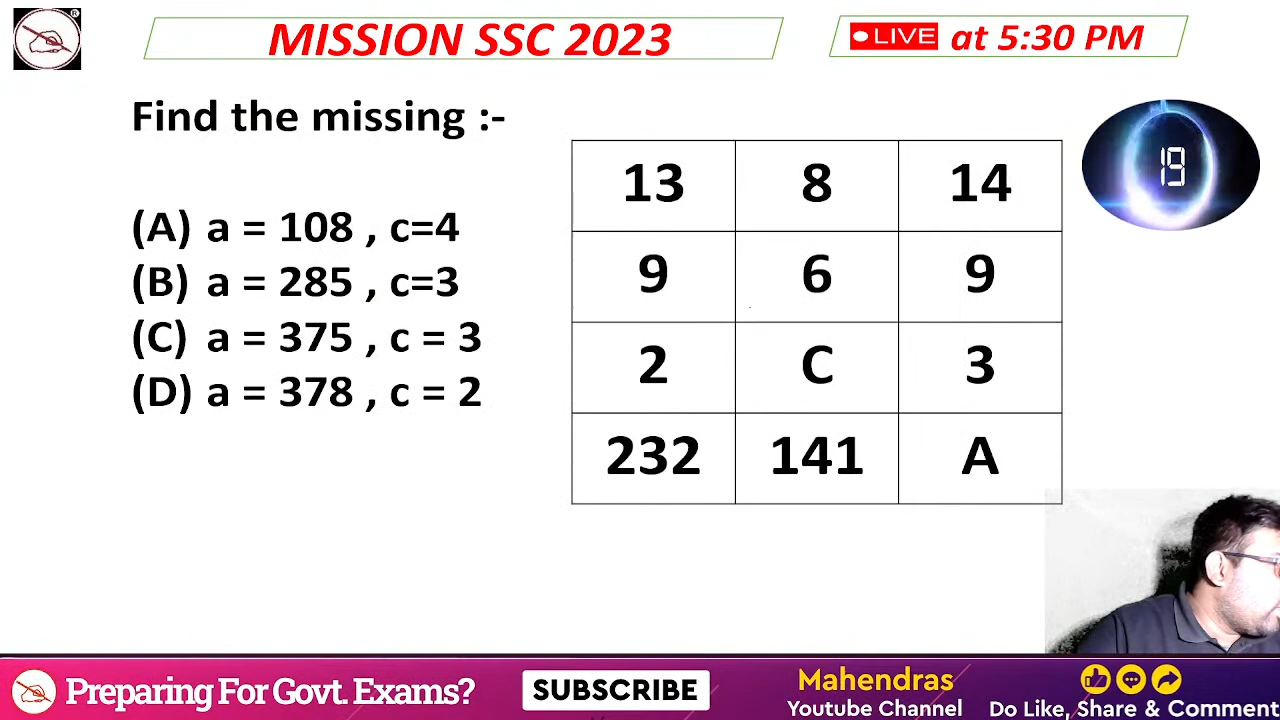 MISSION SSC 2023
LIVE at 5:30 PM
Find the missing :-
19
(A) a = 108 , c=4
(B) a = 285 , c=3
(C) a = 375 , c = 3
(D) a = 378 , c = 2
13 8 14
9 6 9
2 C 3
232 141 A
Preparing For Govt. Exams?
SUBSCRIBE
Mahendras
Youtube Channel
Do Like, Share & Comment